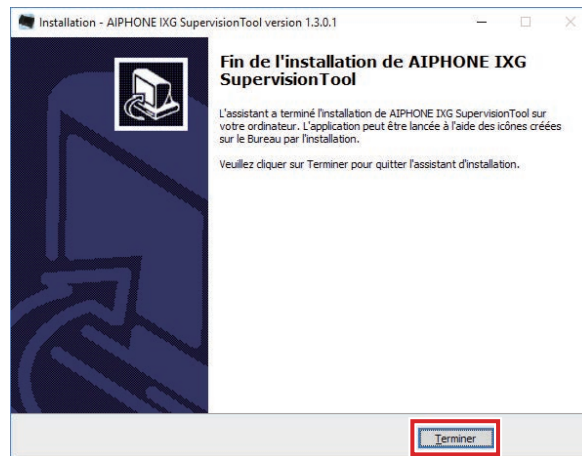 Installation - AIPHONE IXG SupervisionTool version 1.3.0.1
Fin de l'installation de AIPHONE IXG
SupervisionTool
L'assistant a terminé l'installation de AIPHONE IXG SupervisionTool sur
votre ordinateur. L'application peut être lancée à l'aide des icônes créées
sur le Bureau par l'installation.
Veuillez cliquer sur Terminer pour quitter l'assistant d'installation.
Terminer